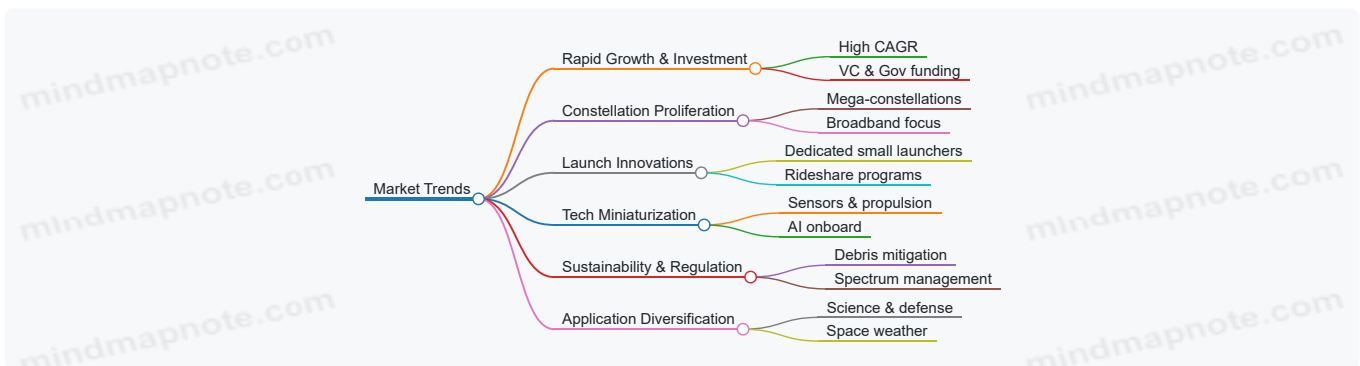 mindmapnote.com
mindmapnote.com
Rapid Growth & Investment
High CAGR
VC & Gov funding
Constellation Proliferation
Mega-constellations
Broadband focus
Launch Innovations
Dedicated small launchers
Rideshare programs
Market Trends
Tech Miniaturization
Sensors & propulsion
AI onboard
mindmapnote.com
mindmapnote.com
Sustainability & Regulation
Debris mitigation
Spectrum management
Application Diversification
Science & defense
Space weather
mindmapnote.com
mindmapnote.com